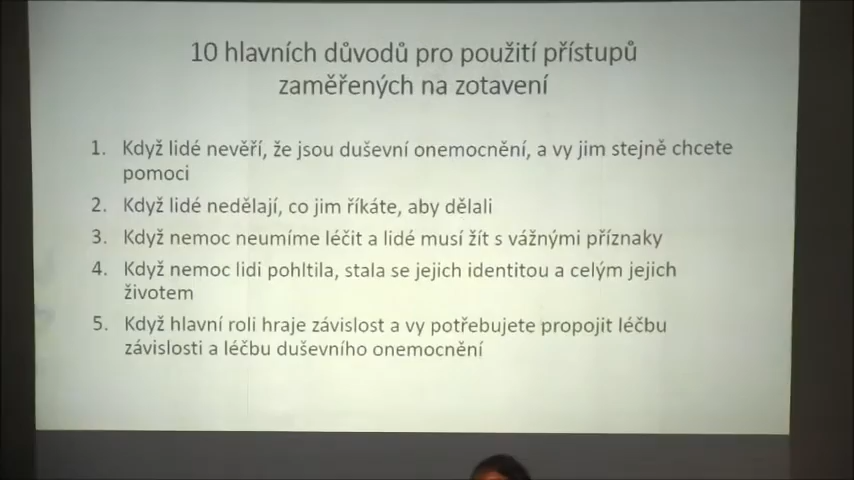 10 hlavních důvodů pro použití přístupů
zaměřených na zotavení
1. Když lidé nevěří, že jsou duševní onemocnění, a vy jim stejně chcete
pomoci
2. Když lidé nedělají, co jim říkáte, aby dělali
3. Když nemoc neumíme léčit a lidé musí žít s vážnými příznaky
4. Když nemoc lidi pohltila, stala se jejich identitou a celým jejich
životem
5. Když hlavní roli hraje závislost a vy potřebujete propojit léčbu
závislosti a léčbu duševního onemocnění